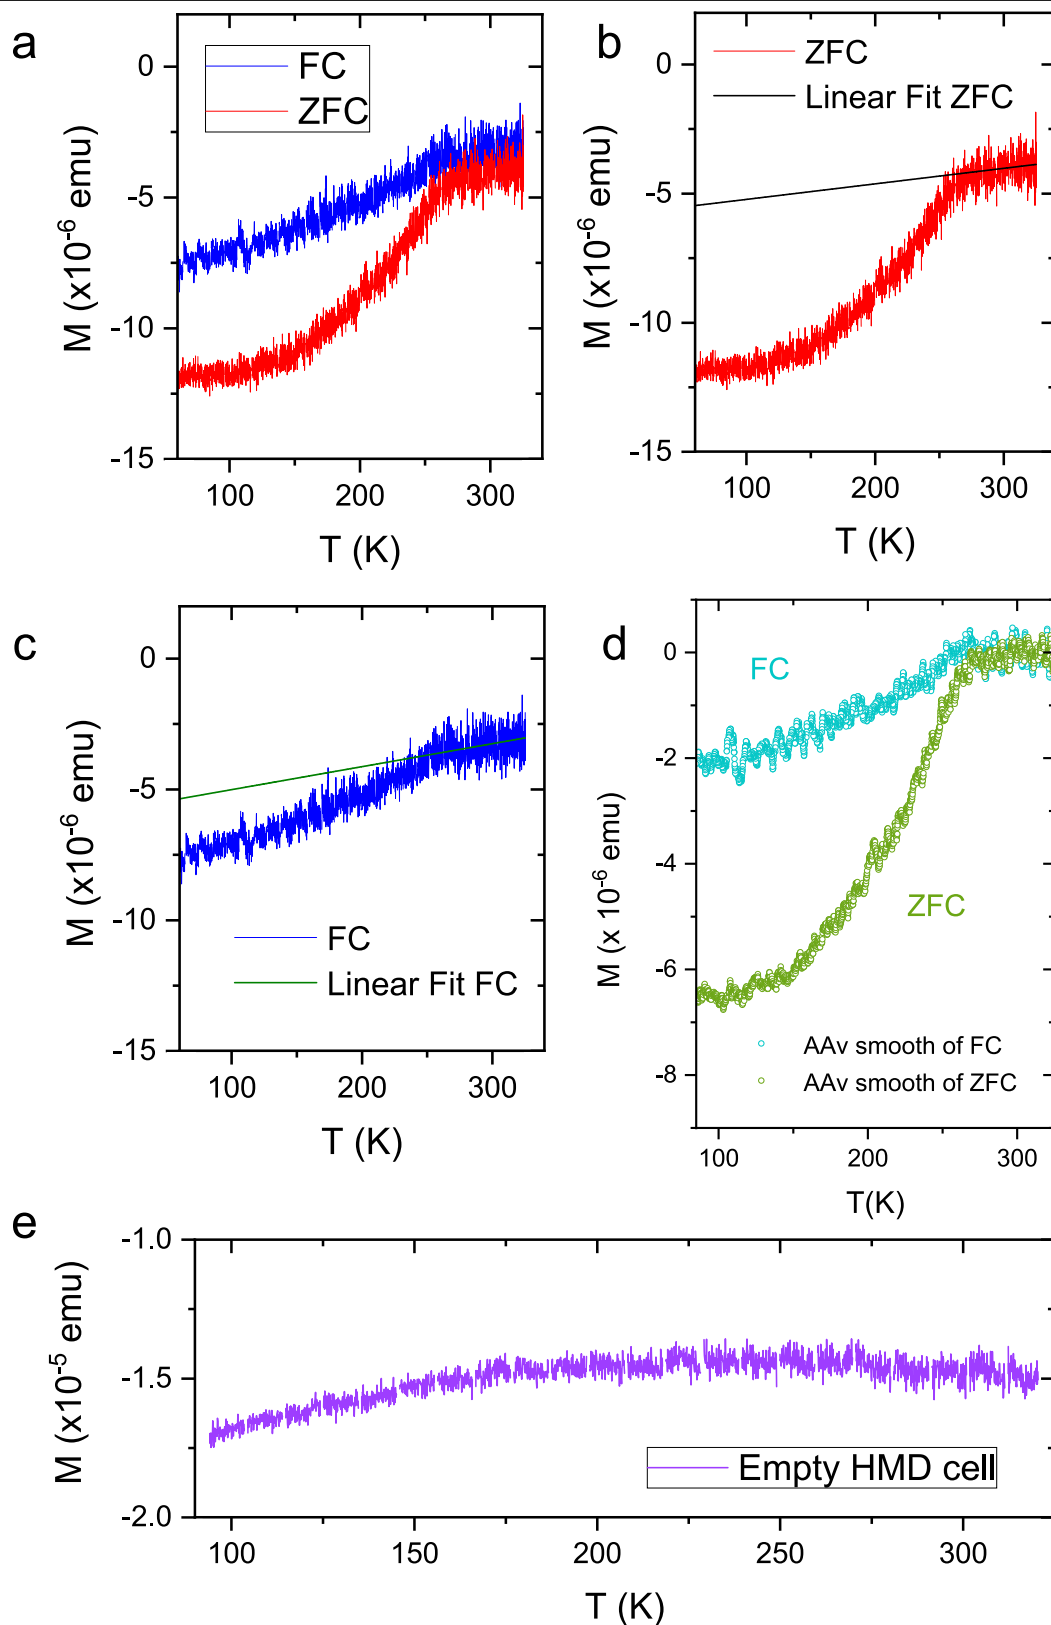 a
FC
ZFC
0
-5
-10
-15
M (x10⁻⁶ emu)
100
200
300
T (K)
b
ZFC
Linear Fit ZFC
0
-5
-10
-15
M (x10⁻⁶ emu)
100
200
300
T (K)
c
0
-5
-10
-15
M (x10⁻⁶ emu)
FC
Linear Fit FC
100
200
300
T (K)
d
FC
ZFC
0
-2
-4
-6
-8
M (x 10⁻⁶ emu)
AAv smooth of FC
AAv smooth of ZFC
100
200
300
T(K)
e
-1.0
-1.5
-2.0
M (x10⁻⁵ emu)
Empty HMD cell
100
150
200
250
300
T (K)